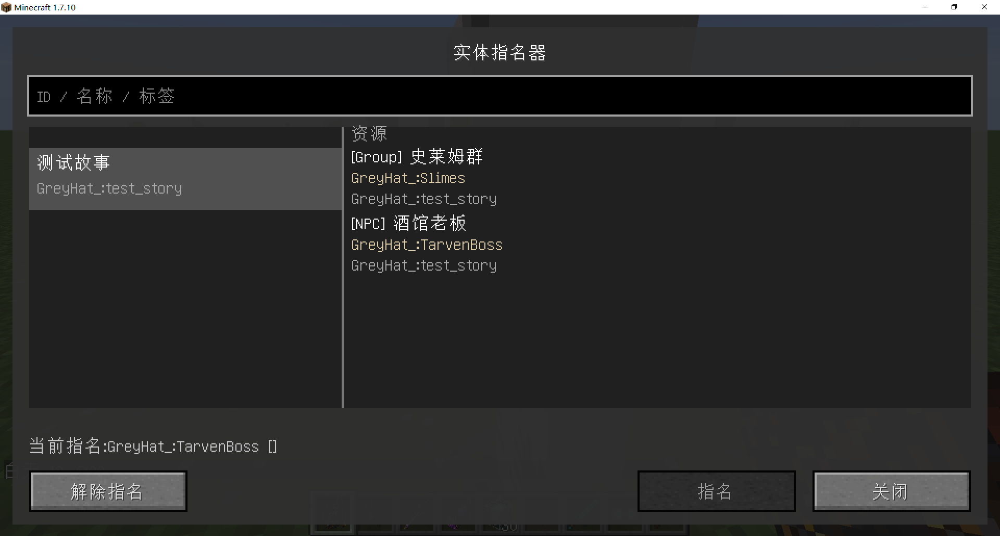 Minecraft 1.7.10
实体指名器
ID / 名称 / 标签
测试故事
GreyHat_:test_story
资源
[Group] 史莱姆群
GreyHat_:Slimes
GreyHat_:test_story
[NPC] 酒馆老板
GreyHat_:TarvenBoss
GreyHat_:test_story
当前指名:GreyHat_:TarvenBoss []
解除指名
指名
关闭